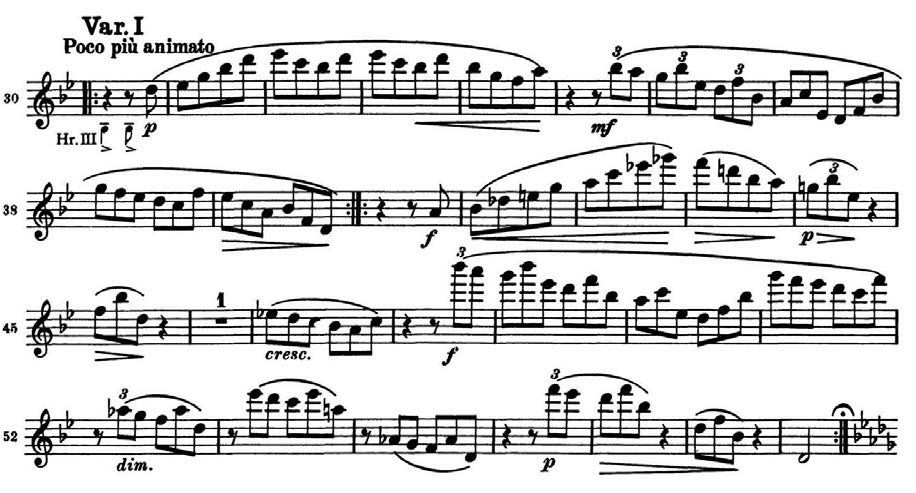 Var. I
Poco più animato
3 3 3
30
Hr. III p mf
38
f p
3
1
45
cresc. f
3 3
52
dim. p